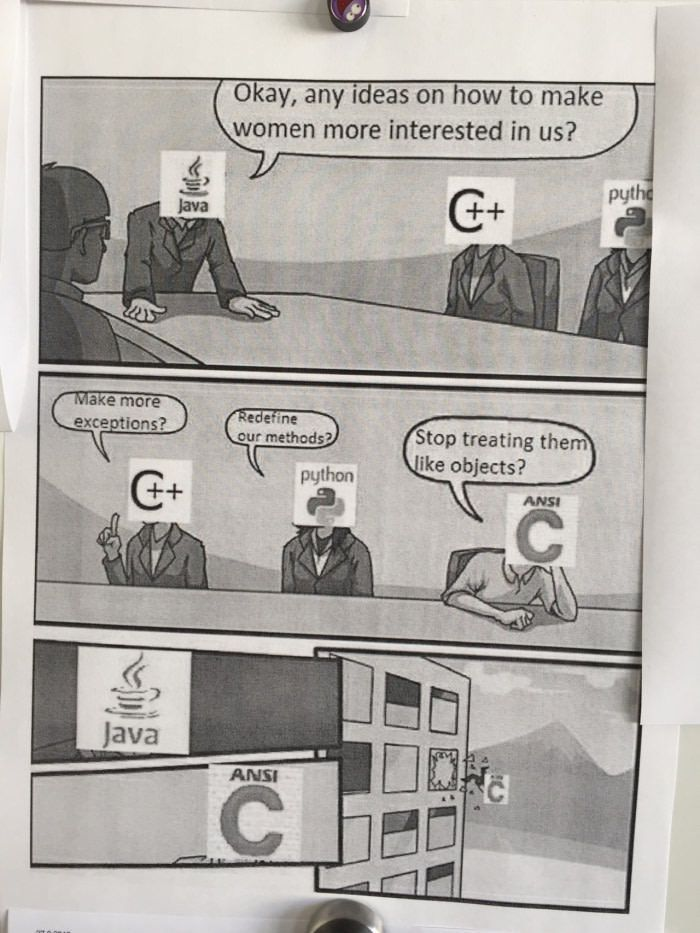 Okay, any ideas on how to make
women more interested in us?
Java
C++
Make more
exceptions?
Redefine
our methods?
Stop treating them
like objects?
C++
python
ANSI
C
Java
ANSI
C
C